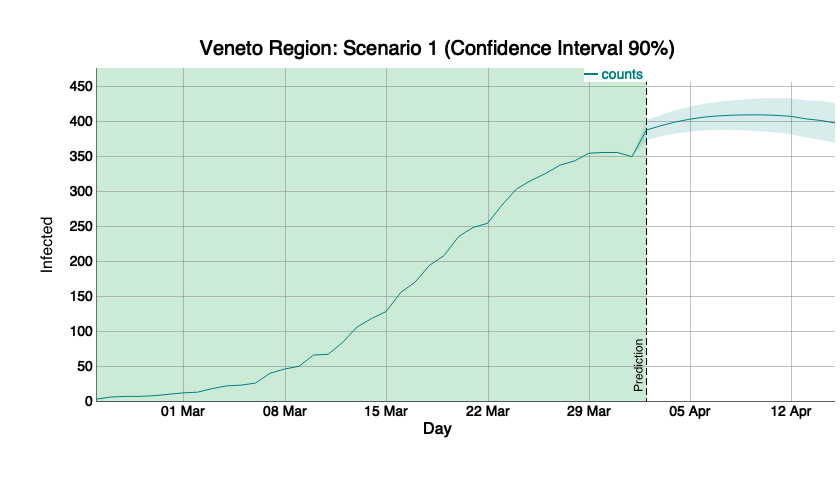 Veneto Region: Scenario 1 (Confidence Interval 90%)
counts
450
400
350
300
250
200
150
100
50
0
Infected
Prediction
01 Mar
08 Mar
15 Mar
22 Mar
29 Mar
05 Apr
12 Apr
Day